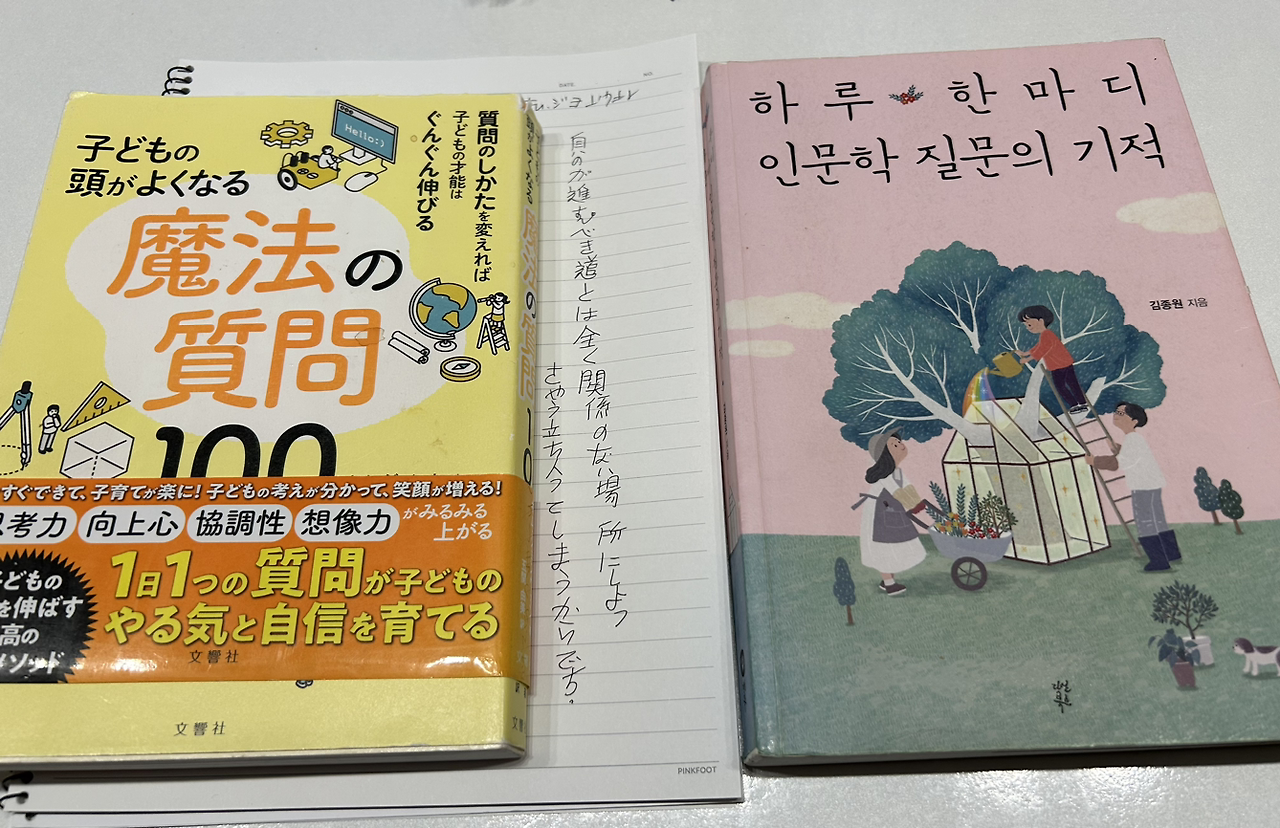 子どもの
頭がよくなる
魔法の
質問
100
質問のしかたを変えれば
子どもの才能は
ぐんぐん伸びる
Hello:)
すぐできて、子育てが楽に!子どもの考えが分かって、笑顔が増える!
考力 向上心 協調性 想像力 がみるみる
上がる
1日1つの質問が子どもの
やる気と自信を育てる
どもの
を伸ばす
高の
ソッド
文響社
文響社
DATE
NO.
自分のが進むべき道とは全く関係のない場所によっ
さやう立ち入ってしまうからです。
PINKFOOT
하루 한마디
인문학 질문의 기적
김종원 지음